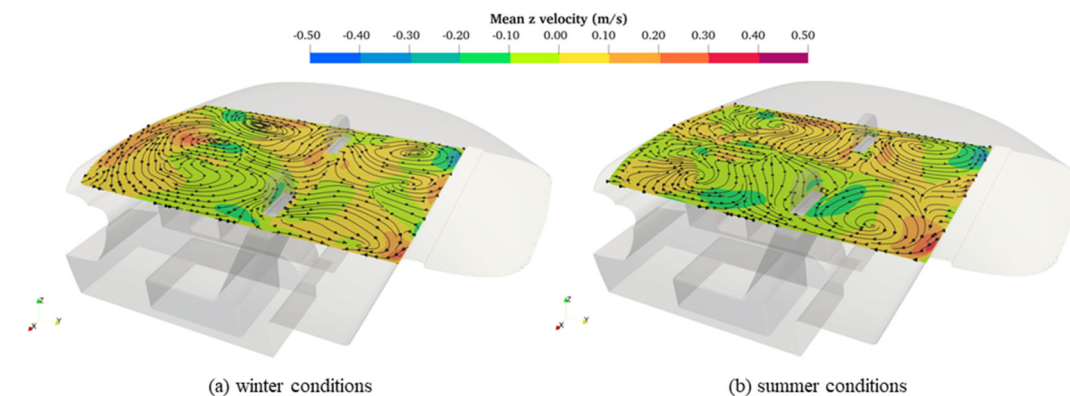 Mean z velocity (m/s)
-0.50 -0.40 -0.30 -0.20 -0.10 0.00 0.10 0.20 0.30 0.40 0.50
Z
X
Y
Z
X
Y
(a) winter conditions
(b) summer conditions